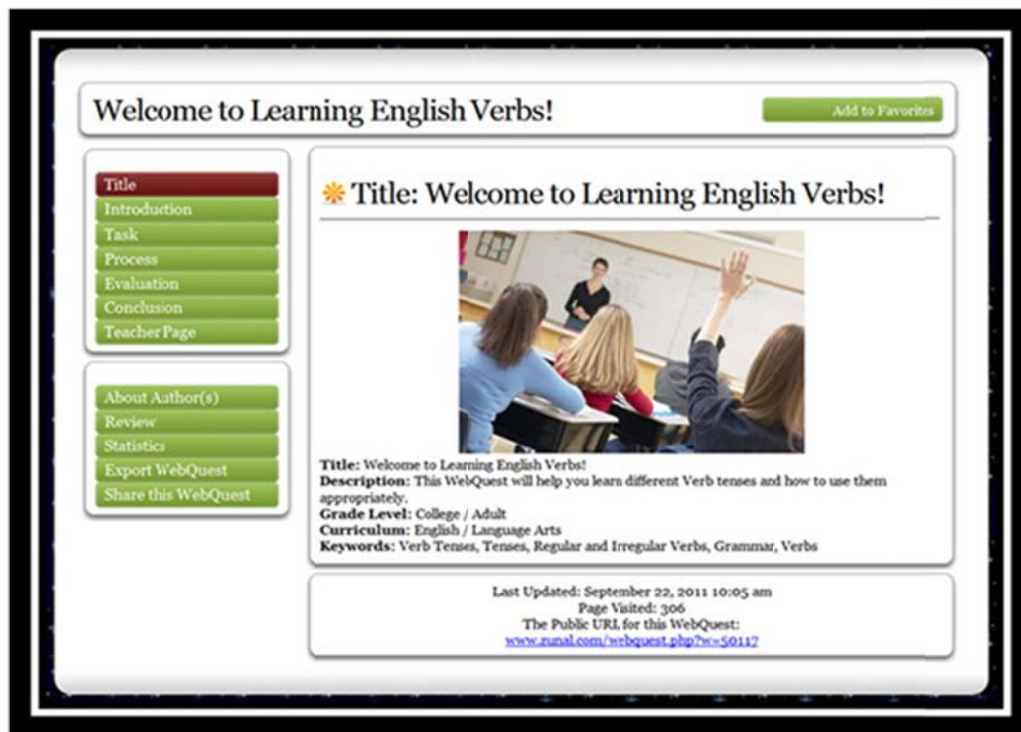 Welcome to Learning English Verbs!
Add to Favorites
Title
Introduction
Task
Process
Evaluation
Conclusion
Teacher Page
About Author(s)
Review
Statistics
Export WebQuest
Share this WebQuest
Title: Welcome to Learning English Verbs!
Title: Welcome to Learning English Verbs!
Description: This WebQuest will help you learn different Verb tenses and how to use them
appropriately.
Grade Level: College / Adult
Curriculum: English / Language Arts
Keywords: Verb Tenses, Tenses, Regular and Irregular Verbs, Grammar, Verbs
Last Updated: September 22, 2011 10:05 am
Page Visited: 306
The Public URL for this WebQuest:
www.zunal.com/webquest.php?w=50117